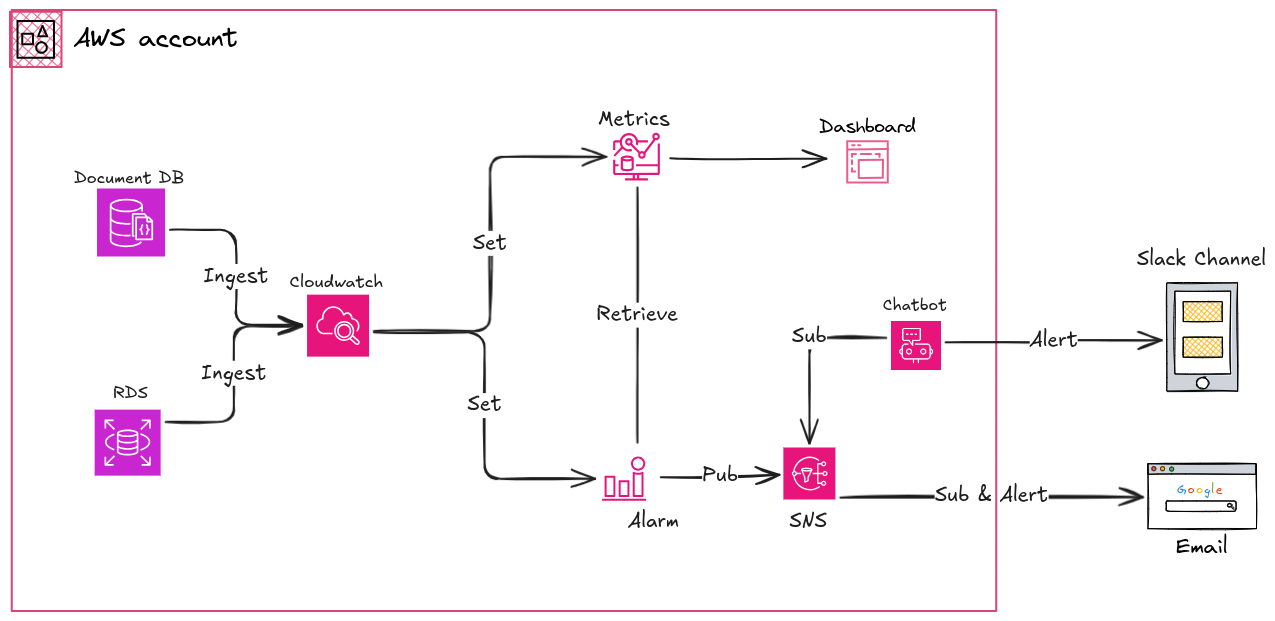 AWS account
Metrics
Dashboard
Document DB
Set
Slack Channel
Ingest
Cloudwatch
{}
Chatbot
Retrieve
Sub
Alert
Ingest
RDS
Set
Pub
Google
Sub & Alert
Alarm
SNS
Email